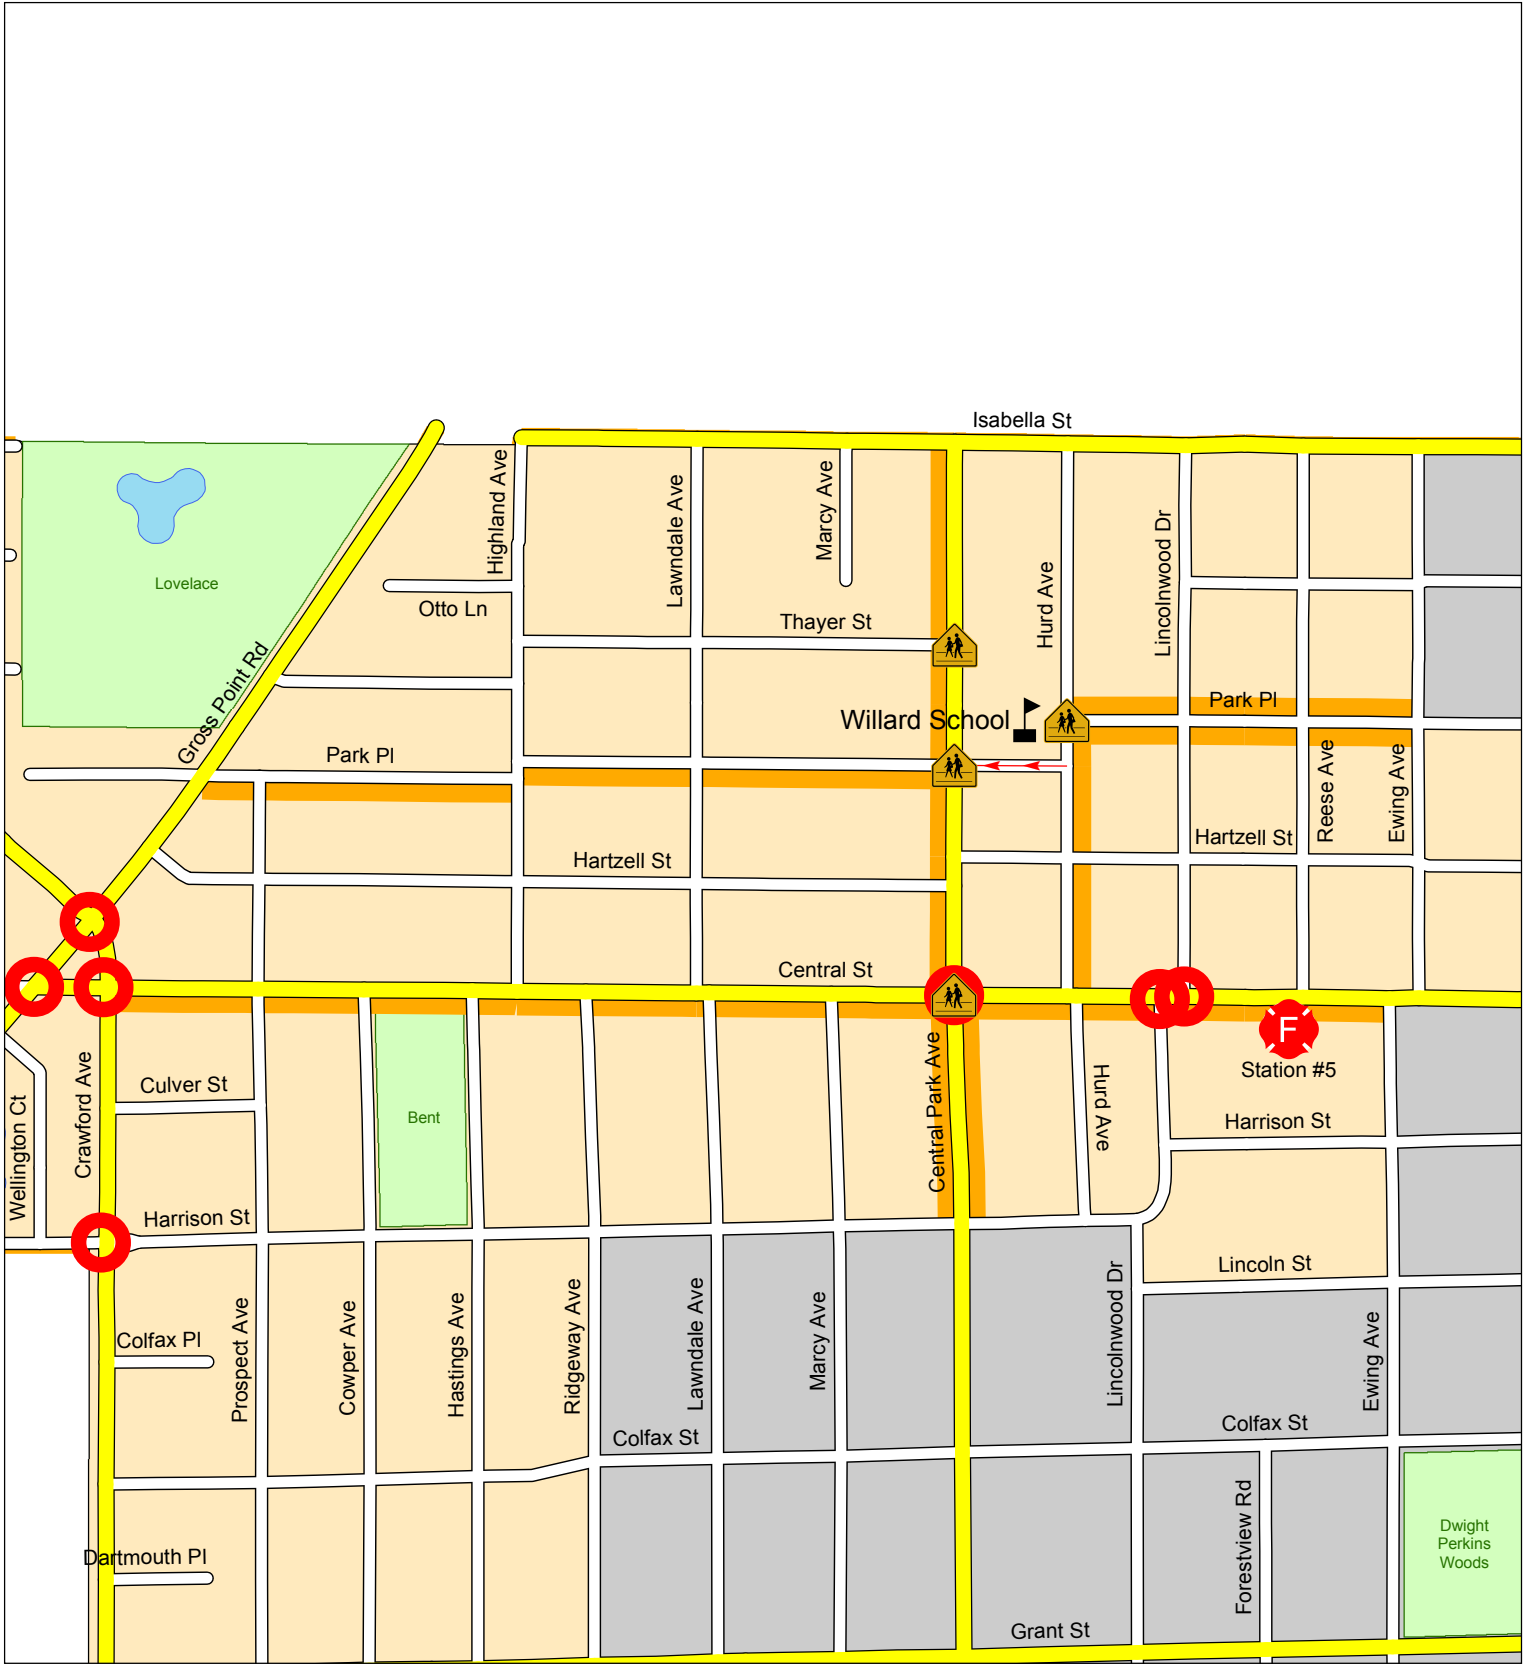 Isabella St
Highland Ave
Marcy Ave
Lawndale Ave
Lincolnwood Dr
Hurd Ave
Lovelace
Otto Ln
Thayer St
Gross Point Rd
Park Pl
Willard School
Park Pl
Reese Ave
Ewing Ave
Hartzell St
Hartzell St
Central St
F
Station #5
Central Park Ave
Crawford Ave
Culver St
Wellington Ct
Bent
Hurd Ave
Harrison St
Harrison St
Lincoln St
Colfax Pl
Prospect Ave
Cowper Ave
Hastings Ave
Ridgeway Ave
Lawndale Ave
Marcy Ave
Lincolnwood Dr
Ewing Ave
Colfax St
Colfax St
Forestview Rd
Dwight
Perkins
Woods
Dartmouth Pl
Grant St